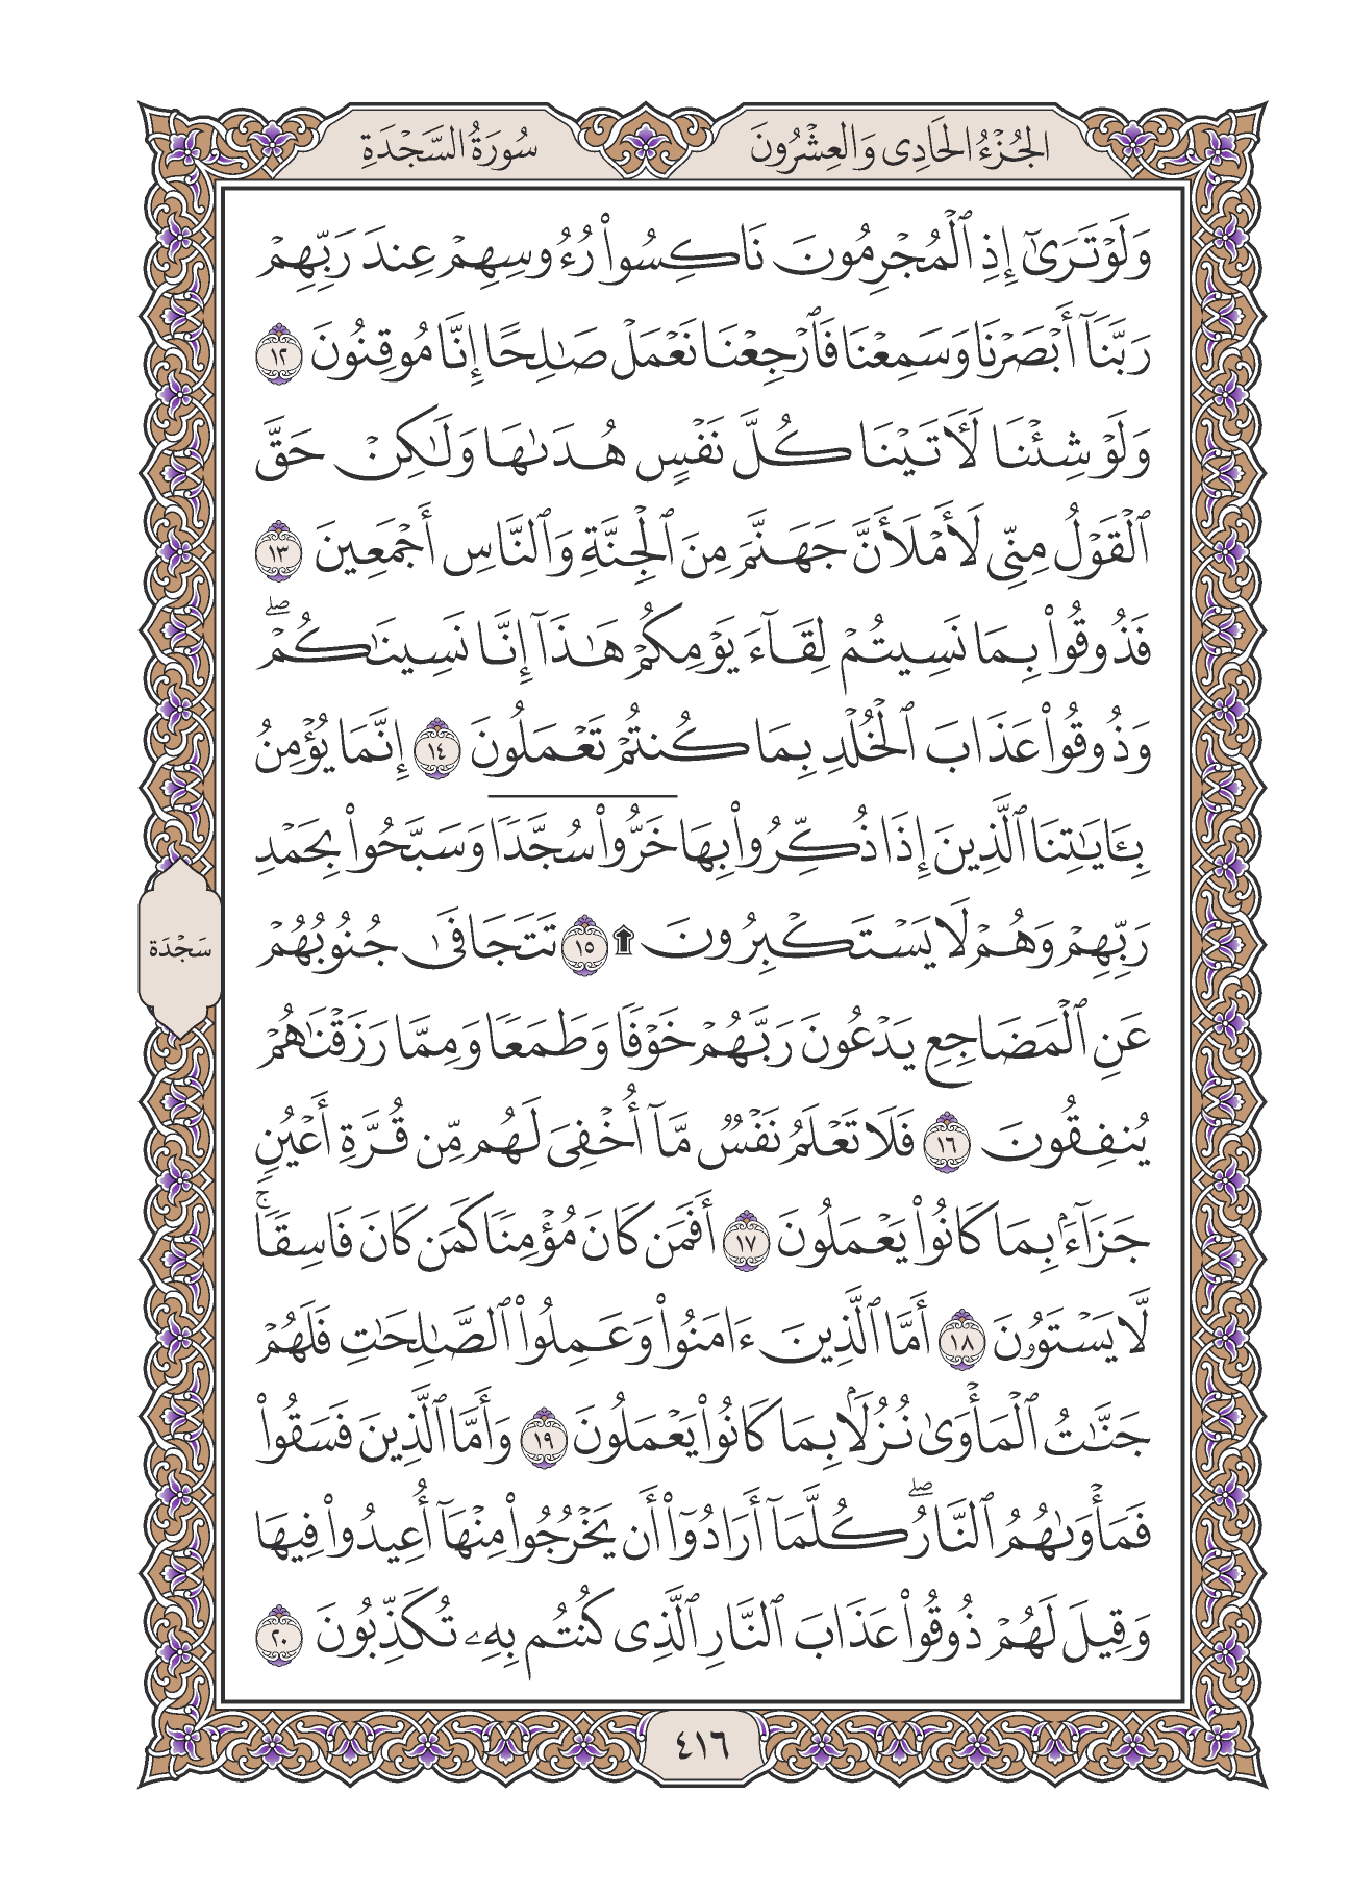 الجُزْءُ الحَادِى وَالعِشْرُونَ
سُورَةُ السَّجْدَةِ
وَلَوْ تَرَىٰٓ إِذِ ٱلْمُجْرِمُونَ نَاكِسُوا۟ رُءُوسِهِمْ عِندَ رَبِّهِمْ
رَبَّنَآ أَبْصَرْنَا وَسَمِعْنَا فَٱرْجِعْنَا نَعْمَلْ صَـٰلِحًا إِنَّا مُوقِنُونَ ١٢
وَلَوْ شِئْنَا لَـَٔاتَيْنَا كُلَّ نَفْسٍ هُدَىٰهَا وَلَـٰكِنْ حَقَّ
ٱلْقَوْلُ مِنِّى لَأَمْلَأَنَّ جَهَنَّمَ مِنَ ٱلْجِنَّةِ وَٱلنَّاسِ أَجْمَعِينَ ١٣
فَذُوقُوا۟ بِمَا نَسِيتُمْ لِقَآءَ يَوْمِكُمْ هَـٰذَآ إِنَّا نَسِينَـٰكُمْ ۖ
وَذُوقُوا۟ عَذَابَ ٱلْخُلْدِ بِمَا كُنتُمْ تَعْمَلُونَ ١٤ إِنَّمَا يُؤْمِنُ
بِـَٔايَـٰتِنَا ٱلَّذِينَ إِذَا ذُكِّرُوا۟ بِهَا خَرُّوا۟ سُجَّدًا وَسَبَّحُوا۟ بِحَمْدِ
رَبِّهِمْ وَهُمْ لَا يَسْتَكْبِرُونَ ۩ ١٥ تَتَجَافَىٰ جُنُوبُهُمْ
سَجْدَة
عَنِ ٱلْمَضَاجِعِ يَدْعُونَ رَبَّهُمْ خَوْفًا وَطَمَعًا وَمِمَّا رَزَقْنَـٰهُمْ
يُنفِقُونَ ١٦ فَلَا تَعْلَمُ نَفْسٌ مَّآ أُخْفِىَ لَهُم مِّن قُرَّةِ أَعْيُنٍ
جَزَآءًۢ بِمَا كَانُوا۟ يَعْمَلُونَ ١٧ أَفَمَن كَانَ مُؤْمِنًا كَمَن كَانَ فَاسِقًا ۚ
لَّا يَسْتَوُۥنَ ١٨ أَمَّا ٱلَّذِينَ ءَامَنُوا۟ وَعَمِلُوا۟ ٱلصَّـٰلِحَـٰتِ فَلَهُمْ
جَنَّـٰتُ ٱلْمَأْوَىٰ نُزُلًۢا بِمَا كَانُوا۟ يَعْمَلُونَ ١٩ وَأَمَّا ٱلَّذِينَ فَسَقُوا۟
فَمَأْوَىٰهُمُ ٱلنَّارُ ۖ كُلَّمَآ أَرَادُوٓا۟ أَن يَخْرُجُوا۟ مِنْهَآ أُعِيدُوا۟ فِيهَا
وَقِيلَ لَهُمْ ذُوقُوا۟ عَذَابَ ٱلنَّارِ ٱلَّذِى كُنتُم بِهِۦ تُكَذِّبُونَ ٢٠
٤١٦